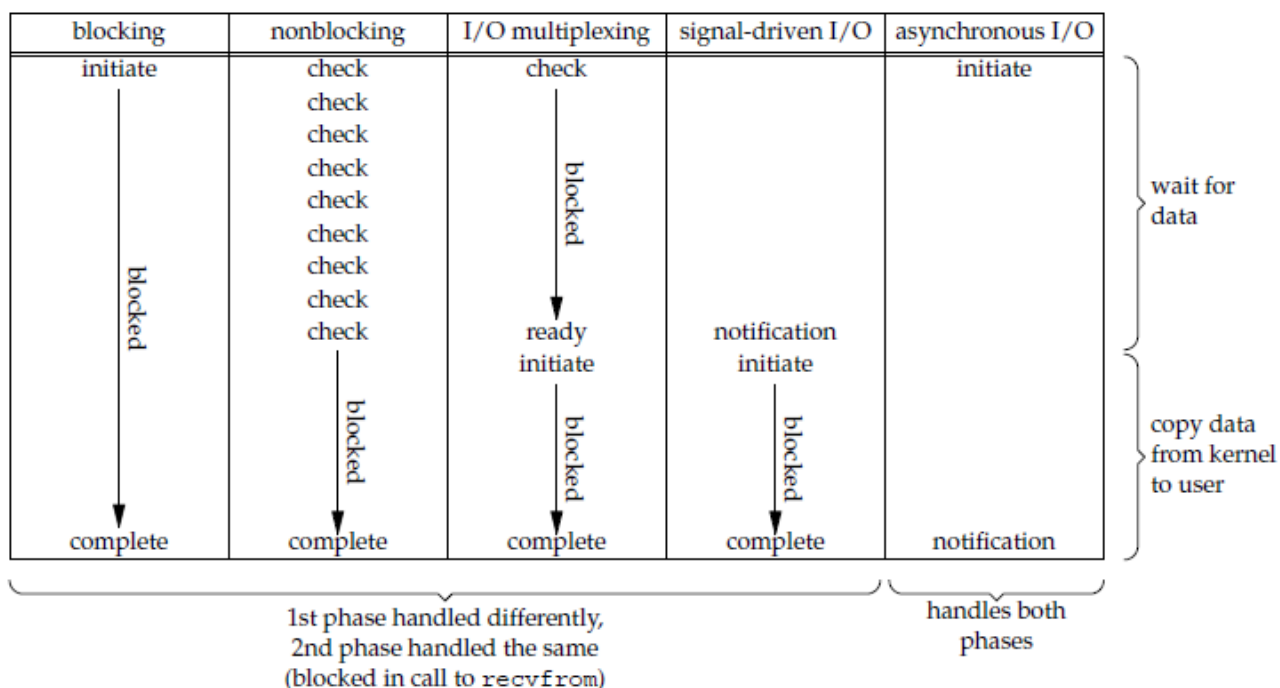 blocking nonblocking I/O multiplexing signal-driven I/O asynchronous I/O
initiate check check initiate
check
check
check
check
check
check
check
check ready notification
initiate initiate
blocked
blocked
blocked
blocked
blocked
complete complete complete complete notification
wait for
data
copy data
from kernel
to user
1st phase handled differently,
2nd phase handled the same
(blocked in call to recvfrom)
handles both
phases